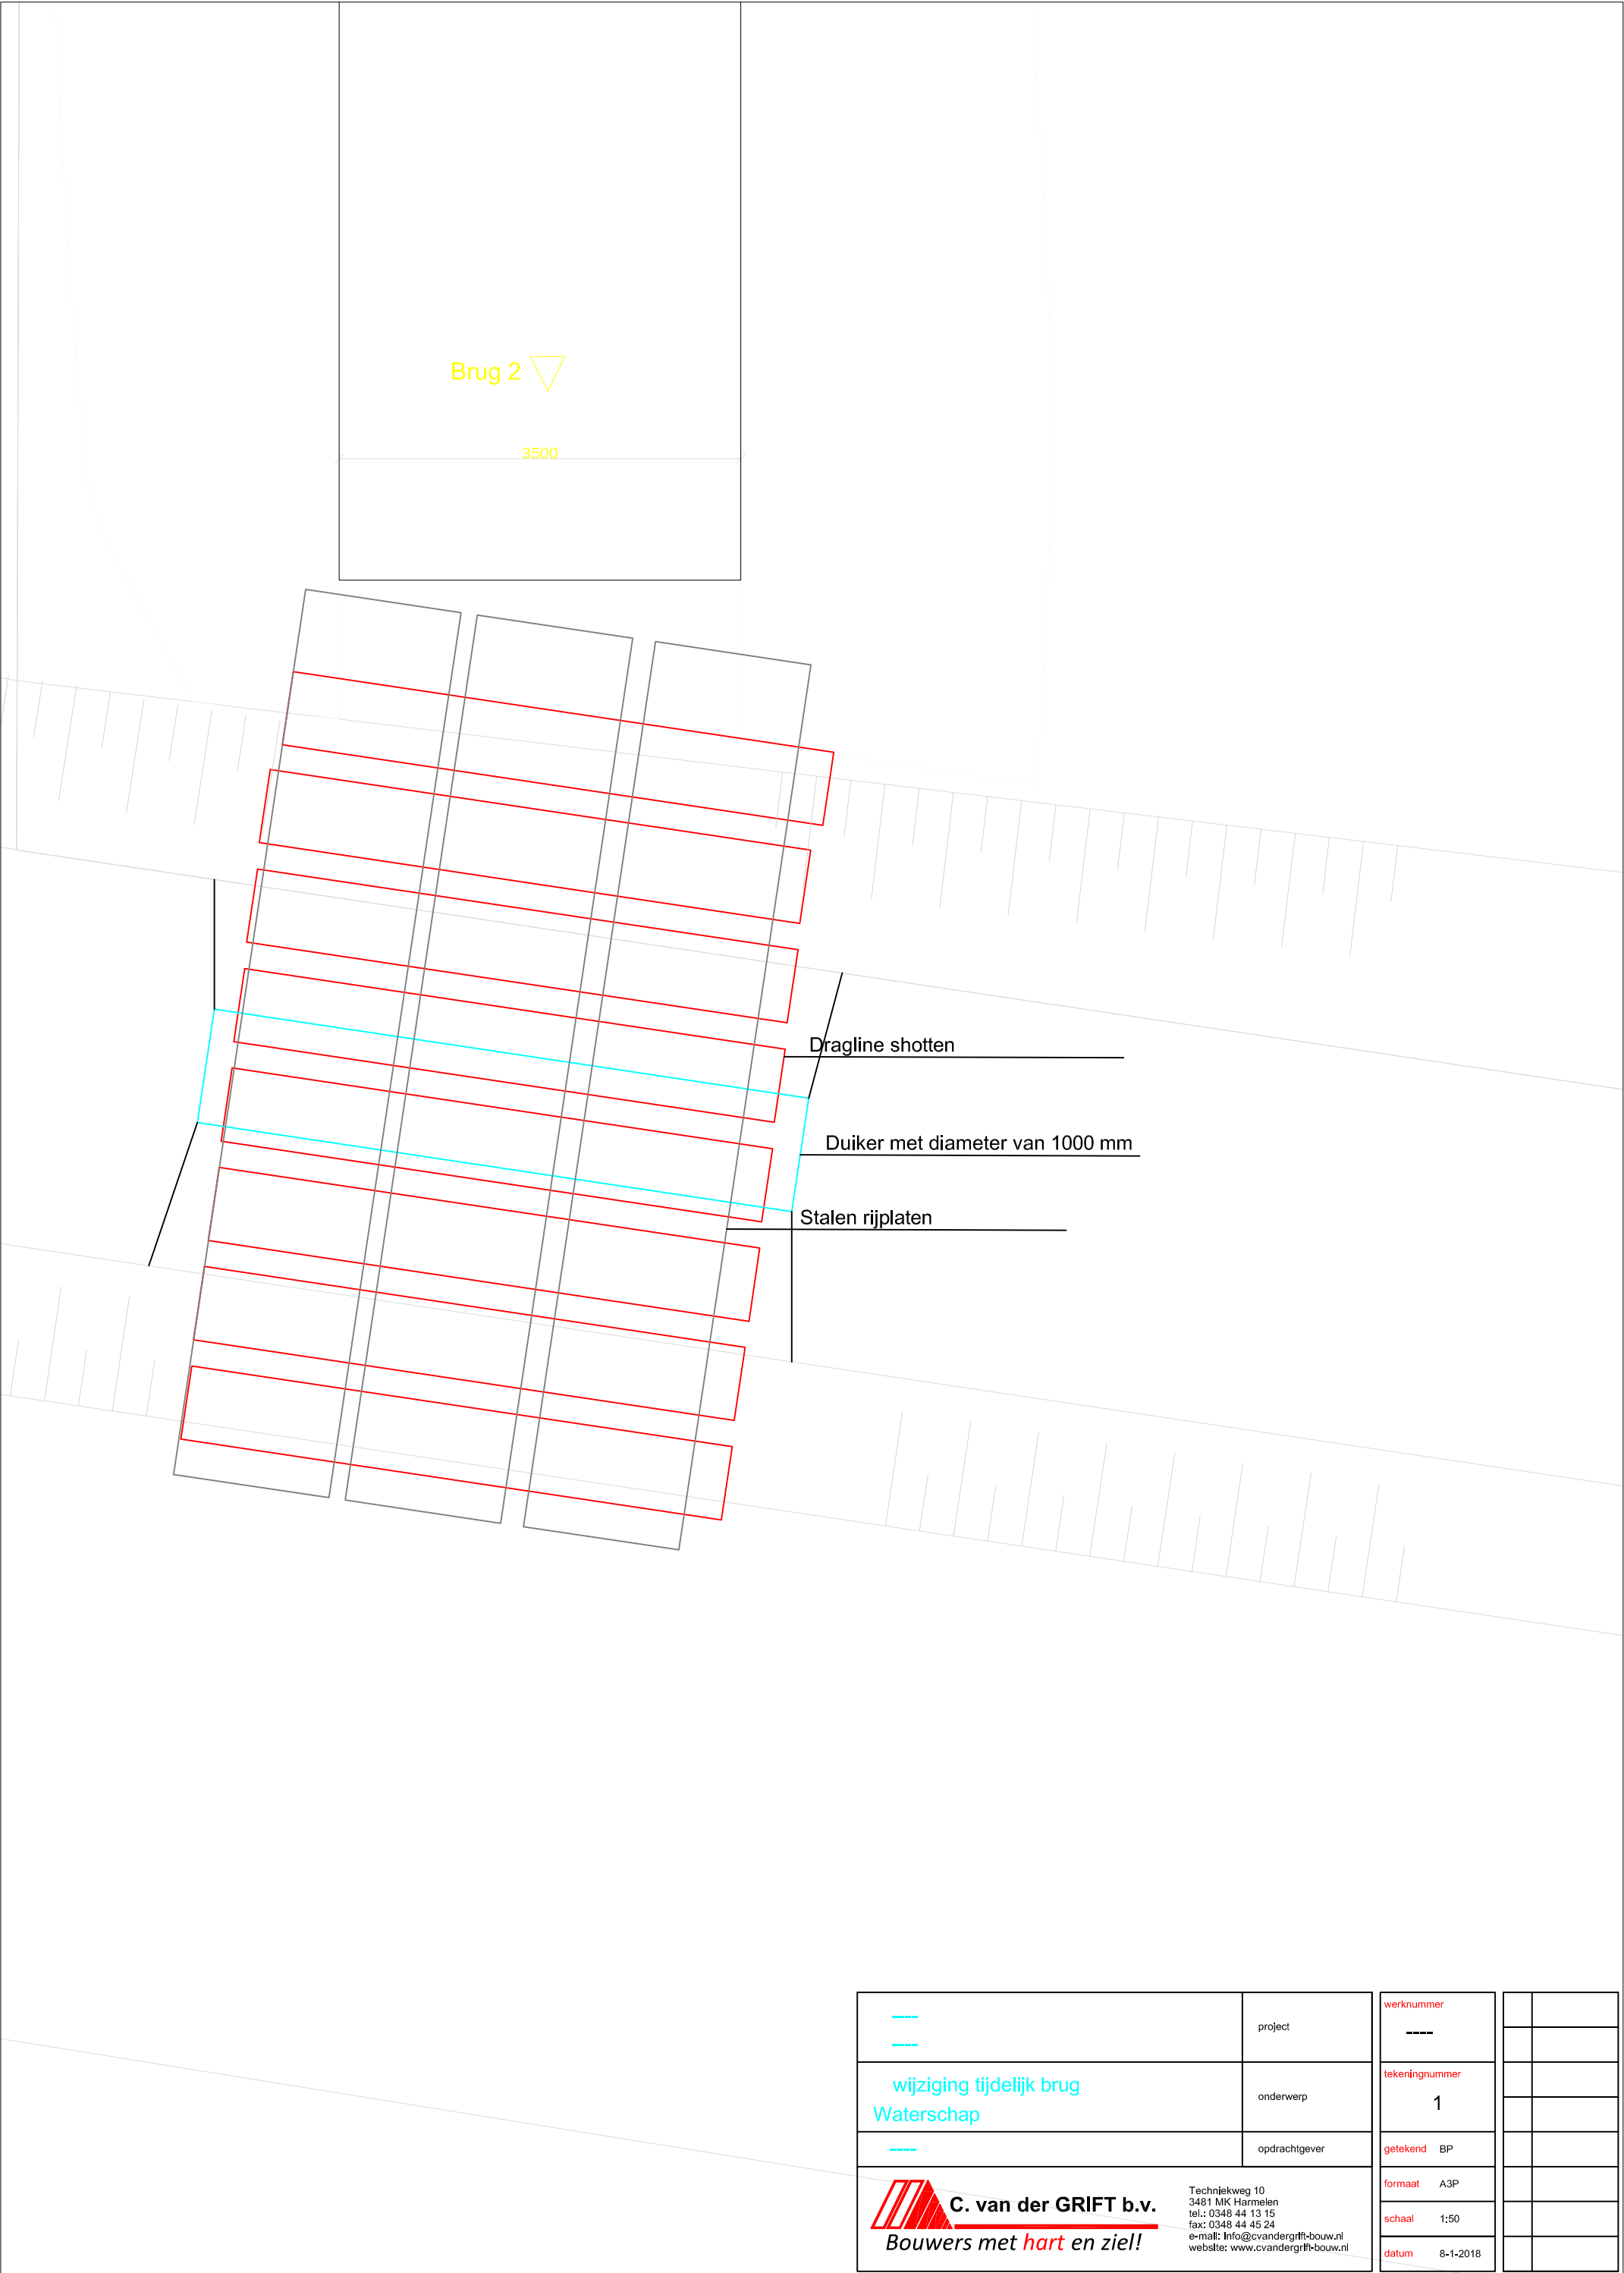 Brug 2
3500
Dragline shotten
Duiker met diameter van 1000 mm
Stalen rijplaten
----
----
project
wijziging tijdelijk brug
Waterschap
onderwerp
----
opdrachtgever
C. van der GRIFT b.v.
Bouwers met hart en ziel!
Techniekweg 10
3481 MK Harmelen
tel.: 0348 44 13 15
fax: 0348 44 45 24
e-mail: info@cvandergrift-bouw.nl
website: www.cvandergrift-bouw.nl
werknummer
----
tekeningnummer
1
getekend BP
formaat A3P
schaal 1:50
datum 8-1-2018